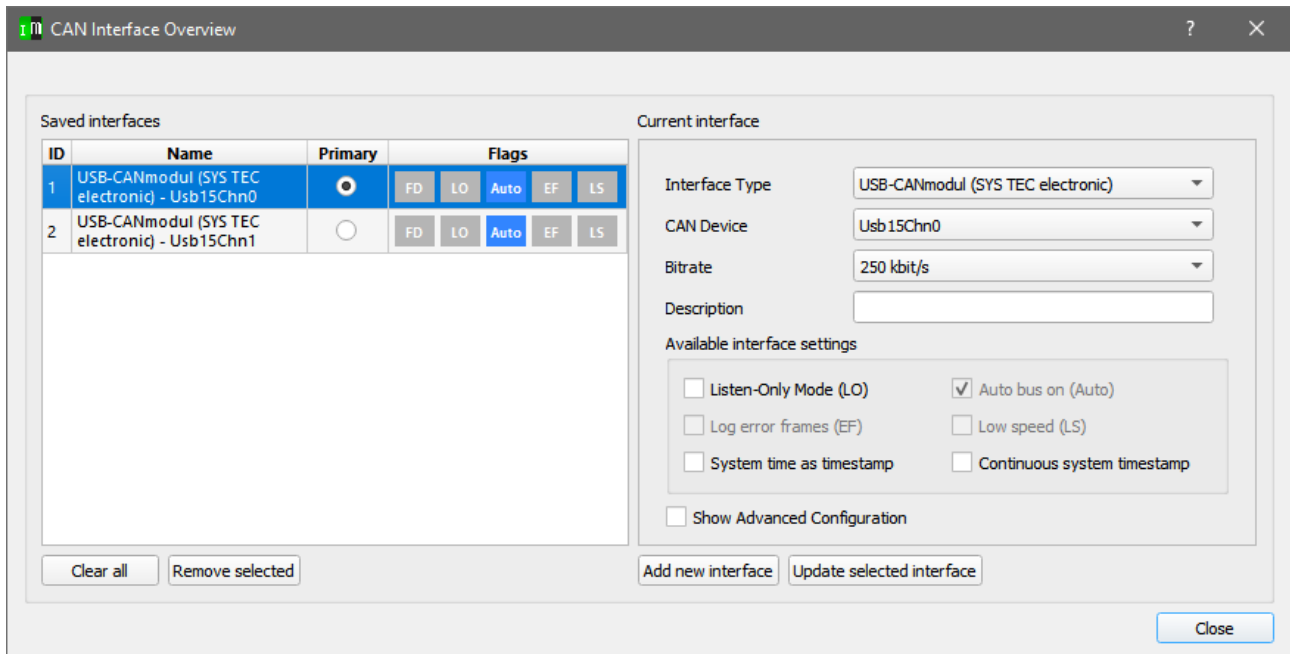 IM CAN Interface Overview ?
Saved interfaces
ID Name Primary Flags
1 USB-CANmodul (SYS TEC
electronic) - Usb15Chn0
FD LO Auto EF LS
2 USB-CANmodul (SYS TEC
electronic) - Usb15Chn1
FD LO Auto EF LS
Clear all Remove selected
Current interface
Interface Type USB-CANmodul (SYS TEC electronic)
CAN Device Usb15Chn0
Bitrate 250 kbit/s
Description
Available interface settings
Listen-Only Mode (LO) Auto bus on (Auto)
Log error frames (EF) Low speed (LS)
System time as timestamp Continuous system timestamp
Show Advanced Configuration
Add new interface Update selected interface
Close